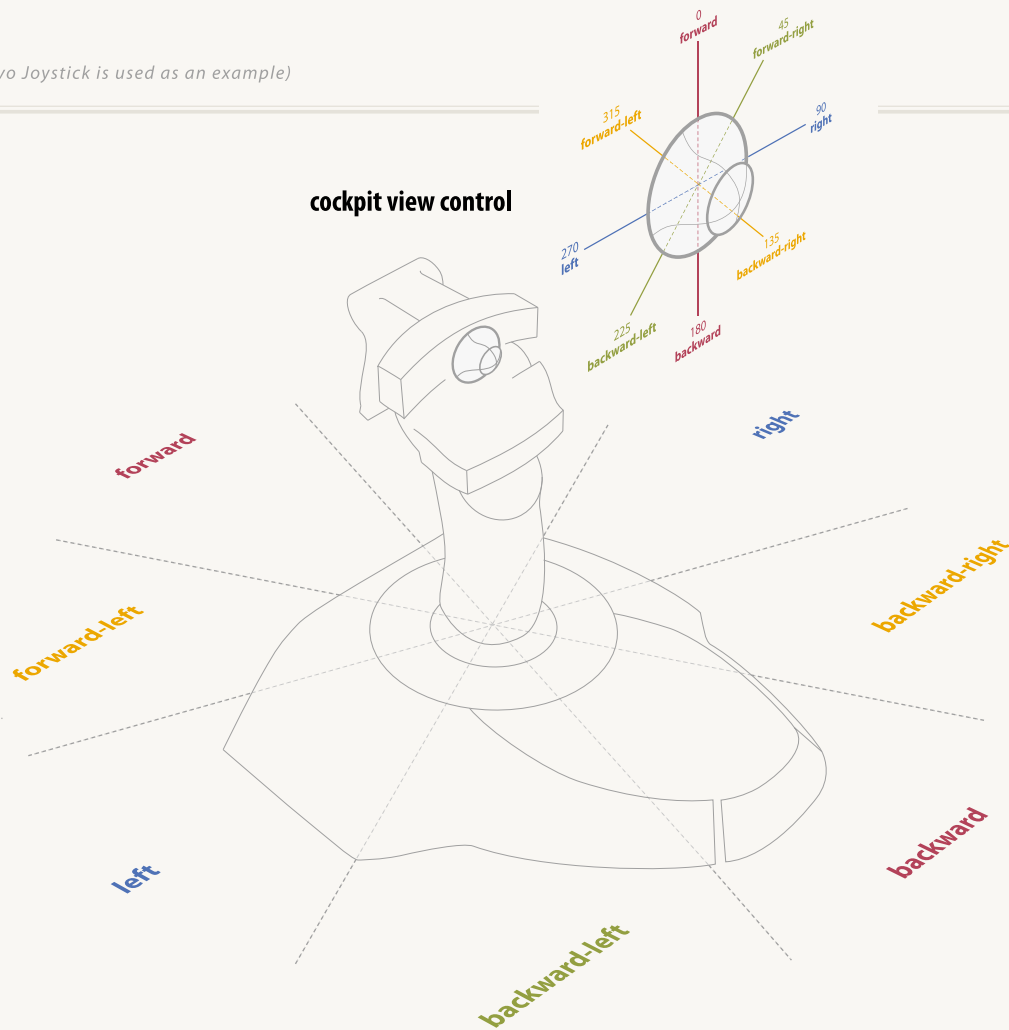 0
forward
45
forward-right
Joystick is used as an example)
315
forward-left
90
right
cockpit view control
270
left
135
backward-right
225
backward-left
180
backward
right
forward
backward-right
forward-left
backward
left
backward-left